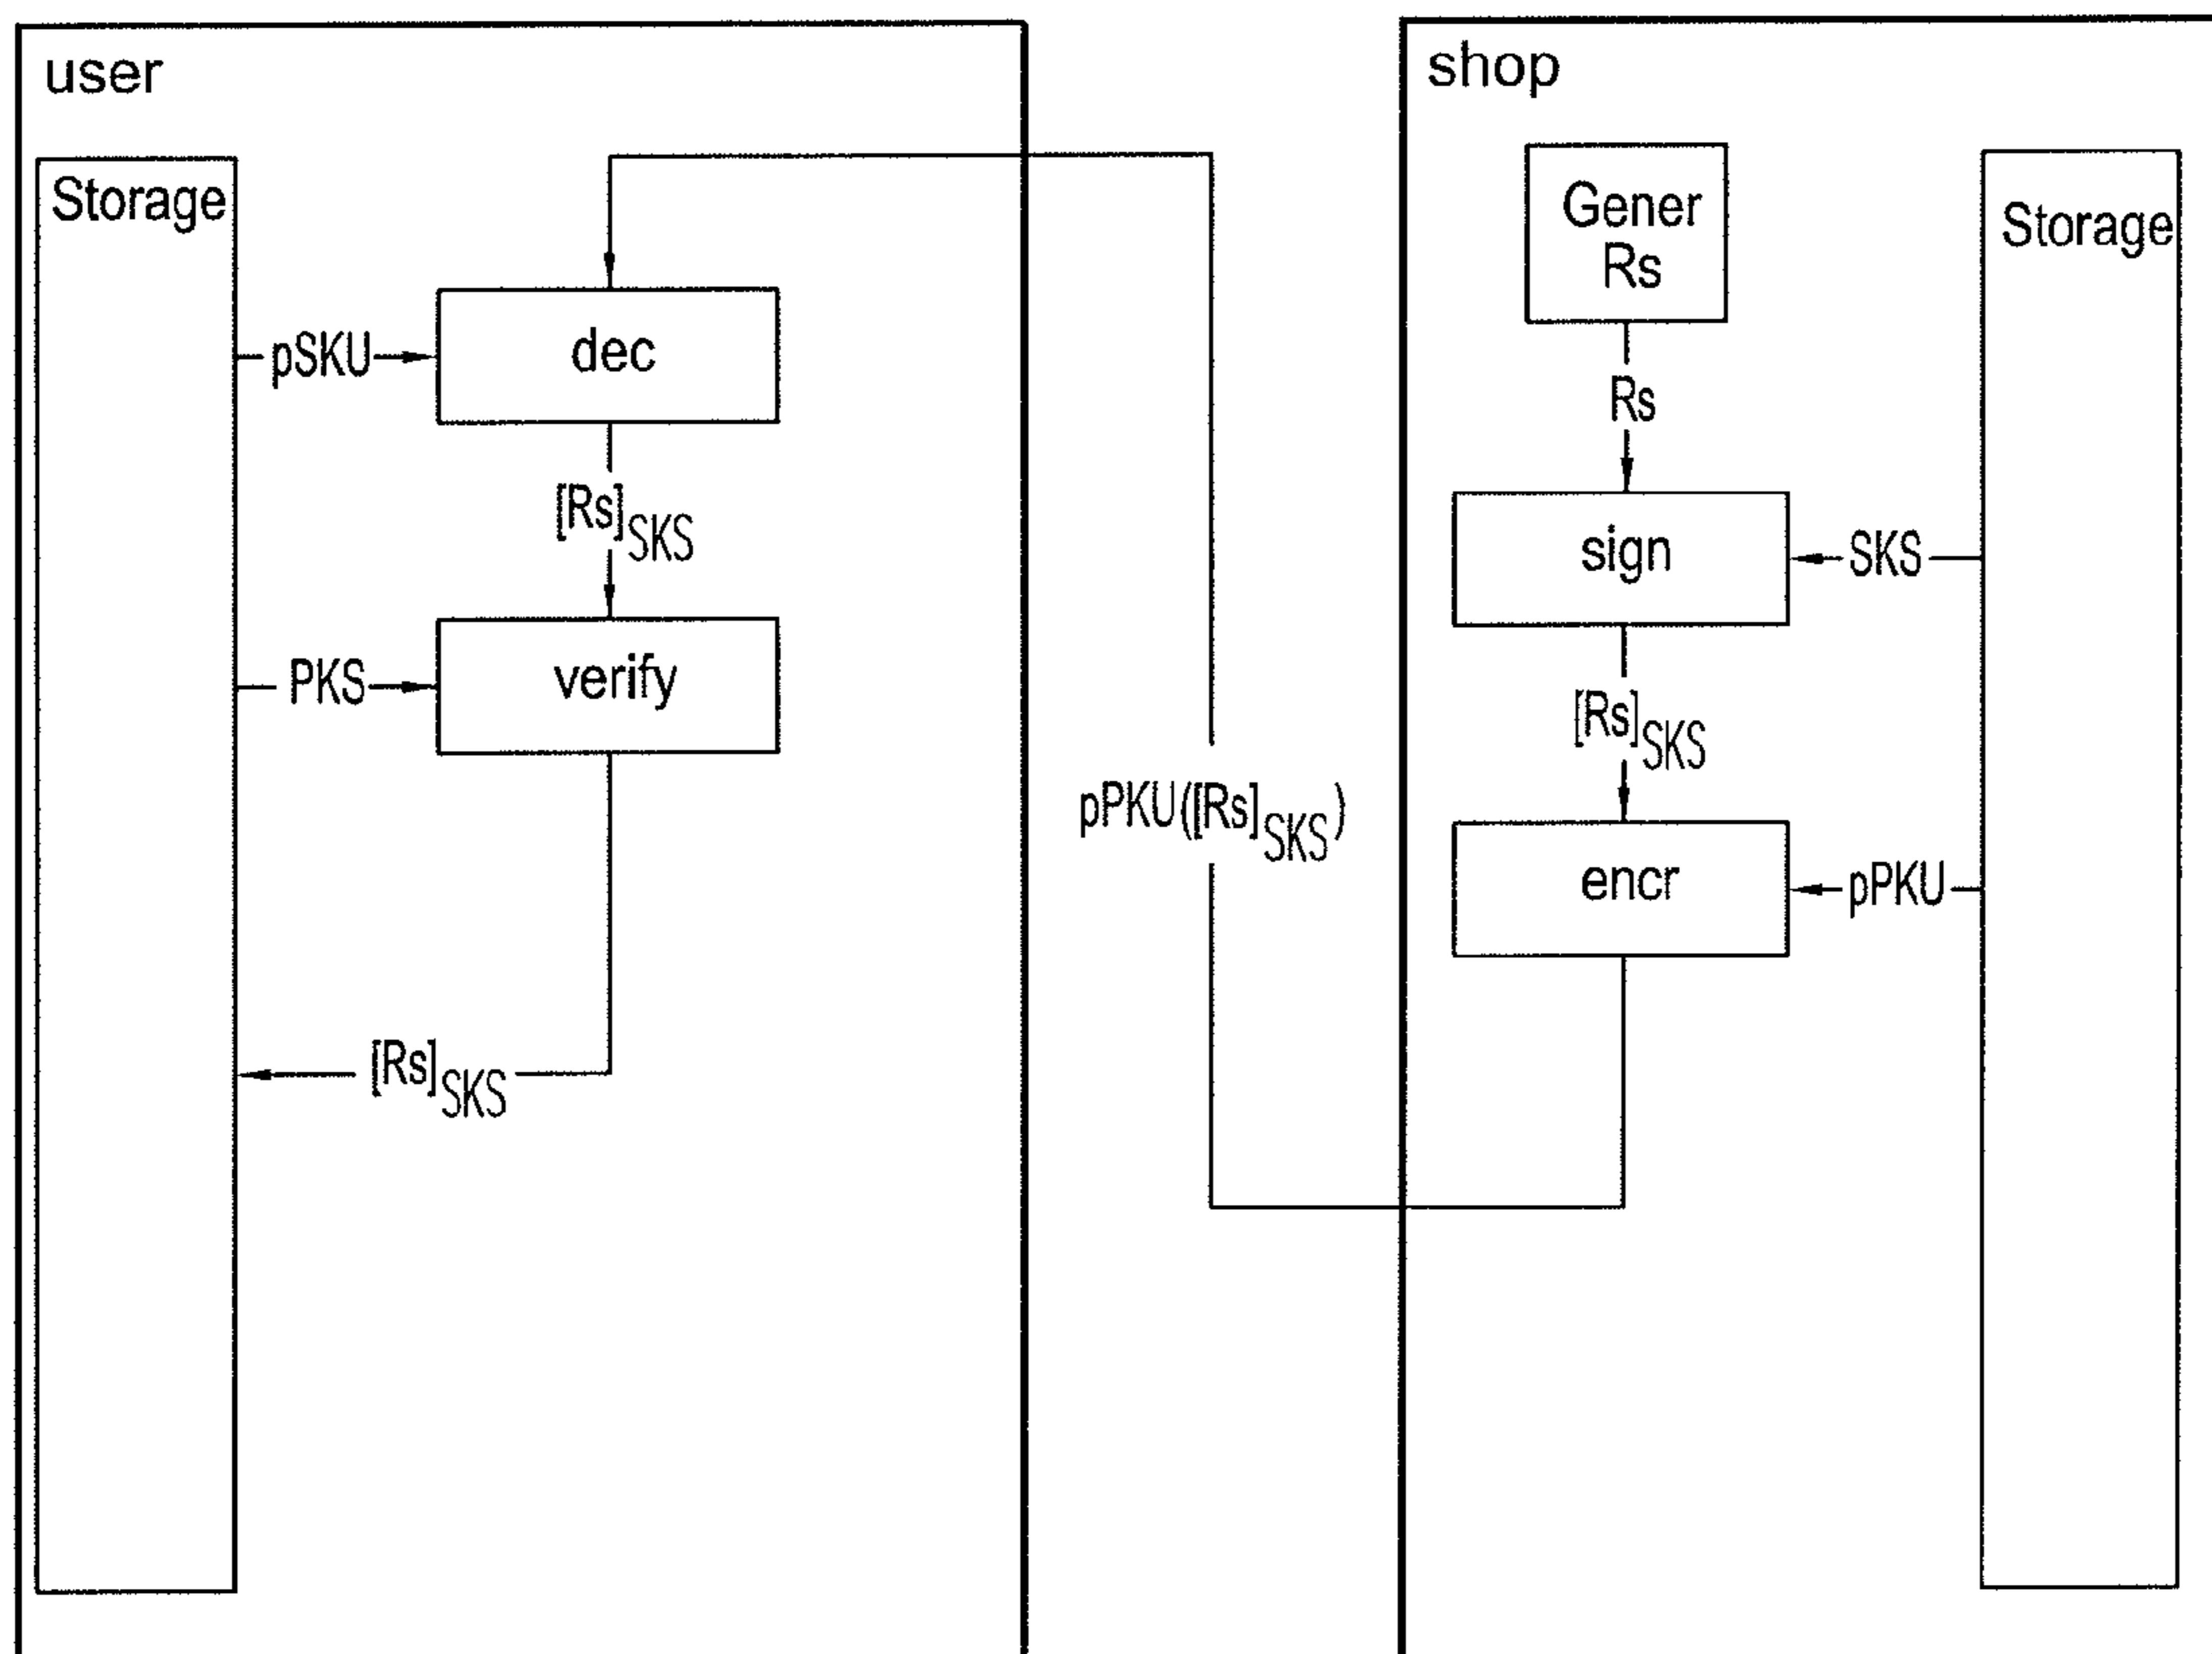 user
Storage
pSKU
dec
[Rs]SKS
PKS
verify
[Rs]SKS
pPKU([Rs]SKS)
shop
Gener
Rs
Storage
Rs
sign
SKS
[Rs]SKS
encr
pPKU